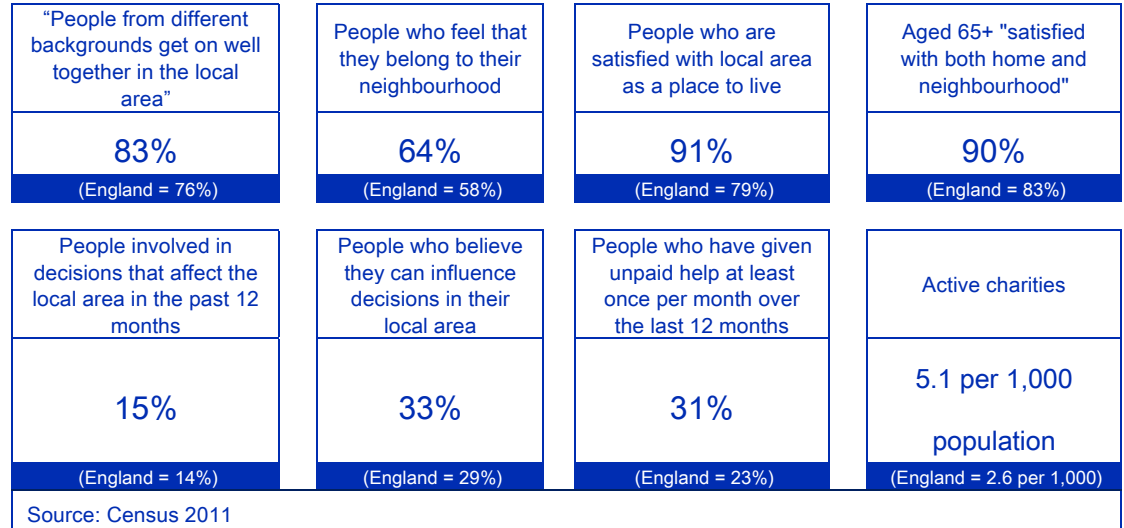 “People from different
backgrounds get on well
together in the local
area”
83%
(England = 76%)
People who feel that
they belong to their
neighbourhood
64%
(England = 58%)
People who are
satisfied with local area
as a place to live
91%
(England = 79%)
Aged 65+ "satisfied
with both home and
neighbourhood"
90%
(England = 83%)
People involved in
decisions that affect the
local area in the past 12
months
15%
(England = 14%)
People who believe
they can influence
decisions in their
local area
33%
(England = 29%)
People who have given
unpaid help at least
once per month over
the last 12 months
31%
(England = 23%)
Active charities
5.1 per 1,000
population
(England = 2.6 per 1,000)
Source: Census 2011